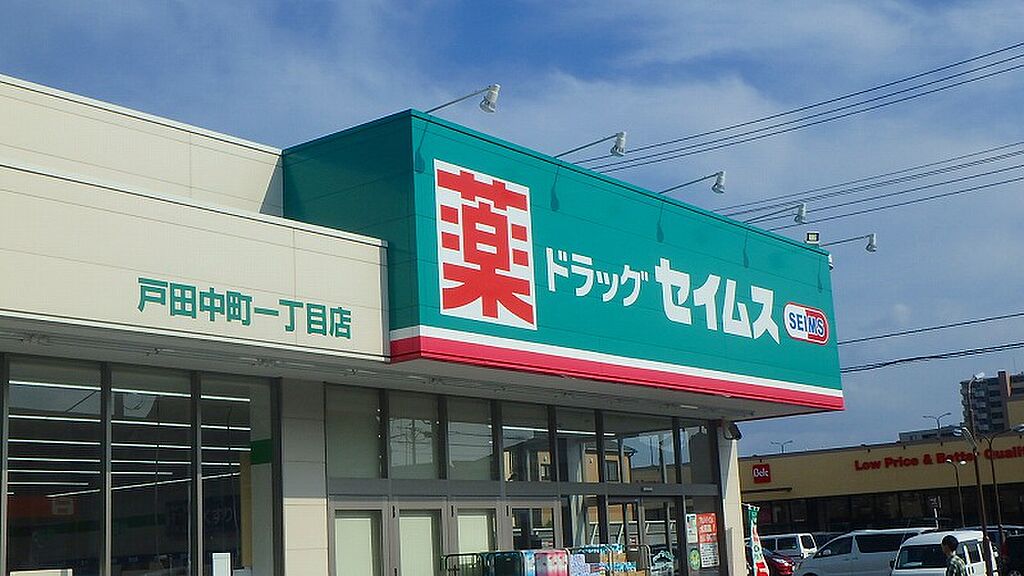 戸田中町一丁目店
薬 ドラッグ セイムス SEIMS
Low Price & Better Quality
Olc